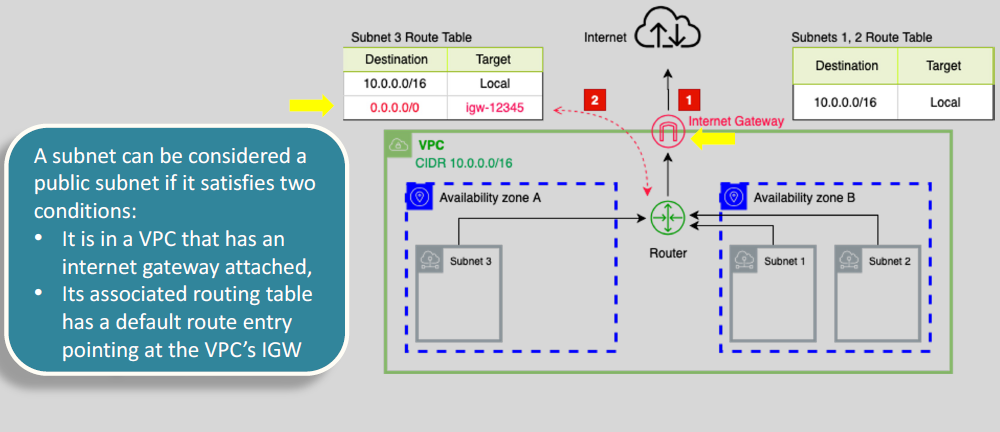 Internet
Subnet 3 Route Table
Destination Target
10.0.0.0/16 Local
0.0.0.0/0 igw-12345
Subnets 1, 2 Route Table
Destination Target
10.0.0.0/16 Local
2
1
Internet Gateway
A subnet can be considered a
public subnet if it satisfies two
conditions:
• It is in a VPC that has an
internet gateway attached,
• Its associated routing table
has a default route entry
pointing at the VPC’s IGW
VPC
CIDR 10.0.0.0/16
Availability zone A
Availability zone B
Router
Subnet 3
Subnet 1
Subnet 2